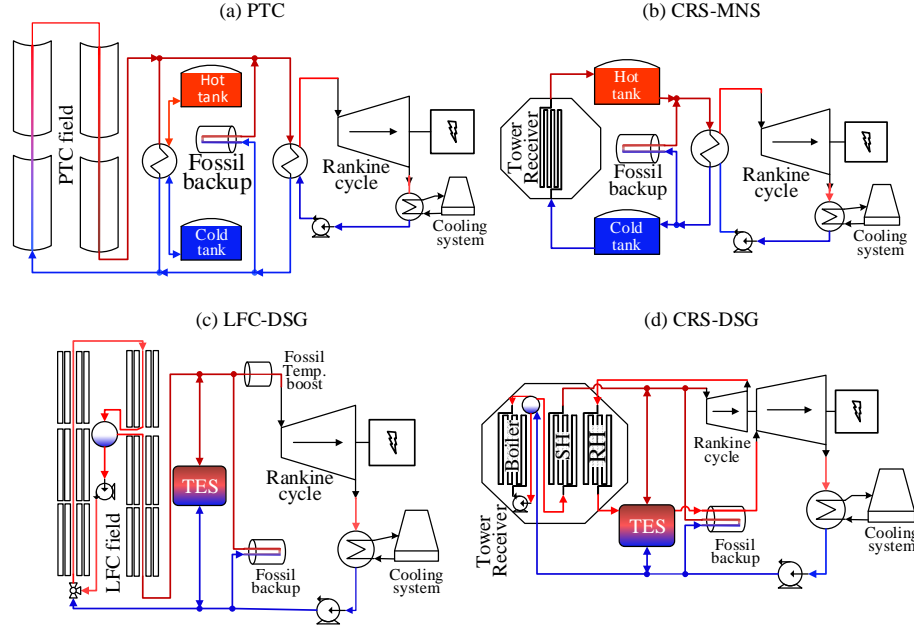 (a) PTC
PTC field
Hot
tank
Fossil
backup
Cold
tank
Rankine
cycle
Cooling
system
(b) CRS-MNS
Tower
Receiver
Hot
tank
Fossil
backup
Cold
tank
Rankine
cycle
Cooling
system
(c) LFC-DSG
LFC field
TES
Fossil
Temp.
boost
Rankine
cycle
Fossil
backup
Cooling
system
(d) CRS-DSG
Tower
Receiver
Boiler
SH
RH
TES
Rankine
cycle
Fossil
backup
Cooling
system